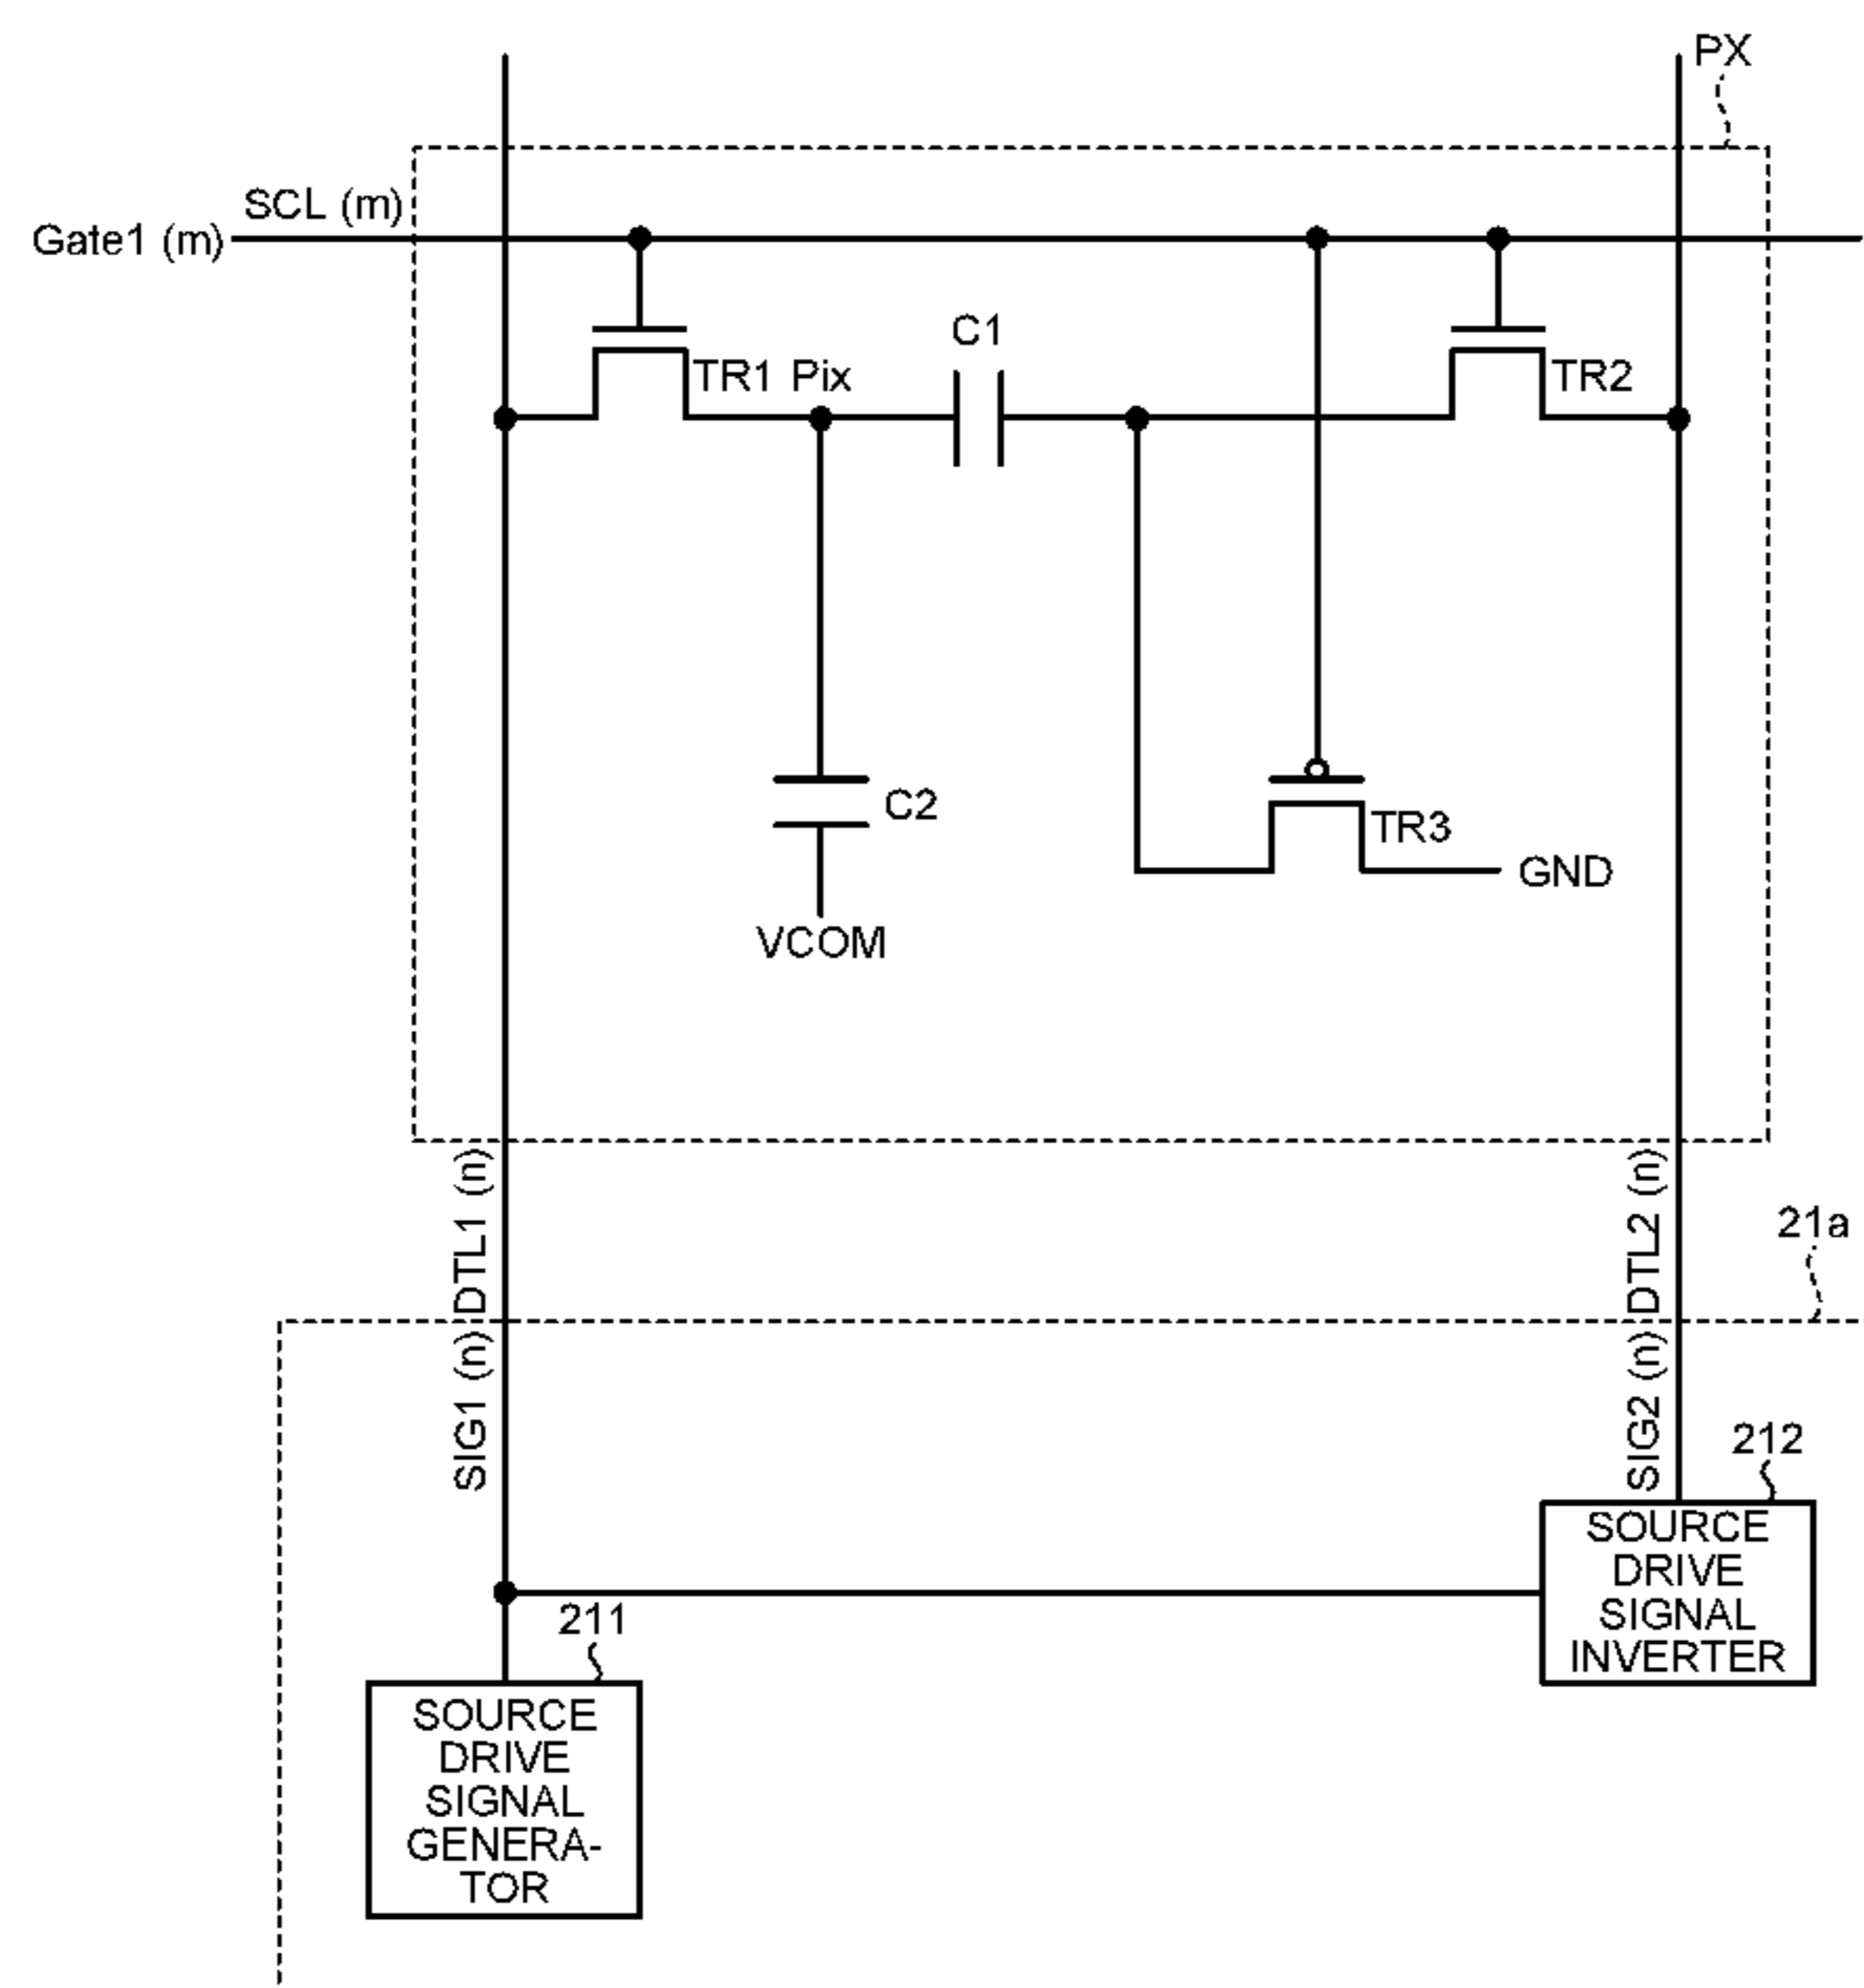 PX
SCL (m)
Gate1 (m)
C1
TR1 Pix
TR2
C2
TR3
GND
VCOM
DTL1 (n)
DTL2 (n)
21a
SIG1 (n)
SIG2 (n)
212
SOURCE
DRIVE
SIGNAL
INVERTER
211
SOURCE
DRIVE
SIGNAL
GENERA-
TOR